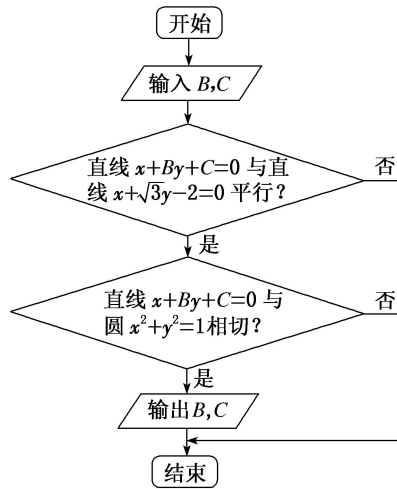 开始
输入 B,C
直线 x+By+C=0 与直
线 x+√3y−2=0 平行？
否
是
直线 x+By+C=0 与
圆 x²+y²=1相切？
否
是
输出B,C
结束